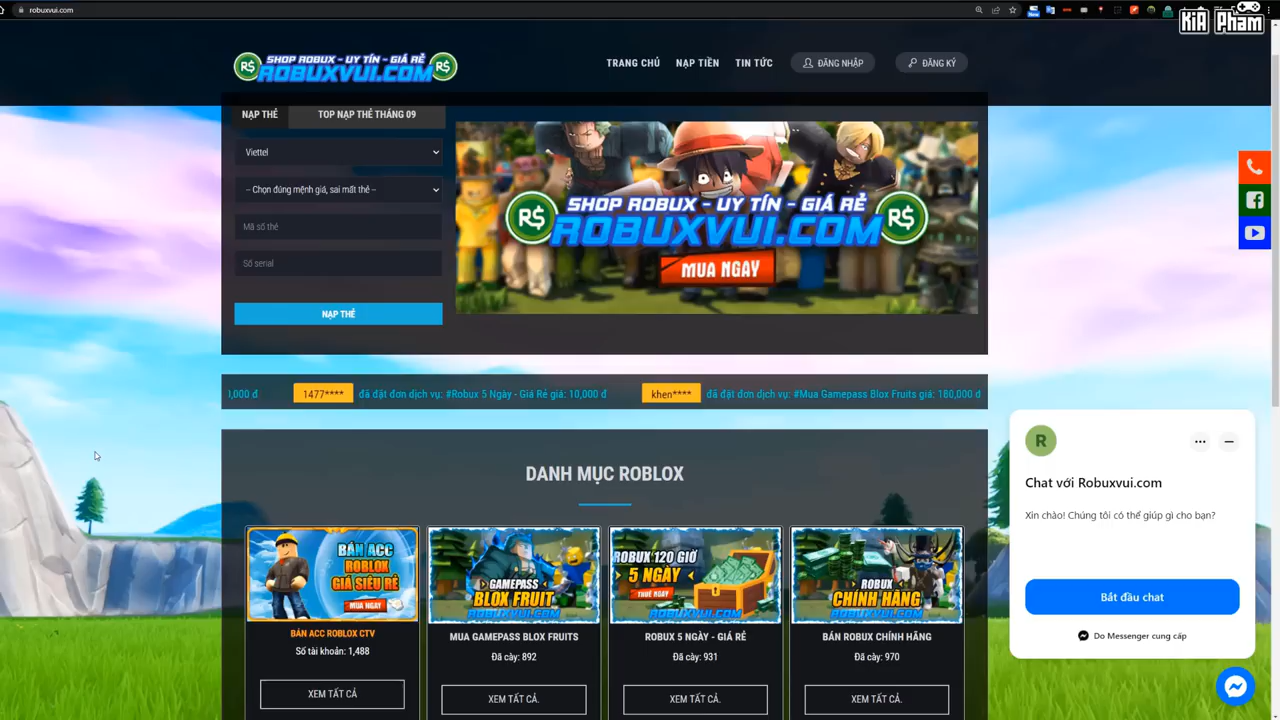 robuxvui.com
New
KiA Phạm
SHOP ROBUX - UY TÍN - GIÁ RẺ
R$ ROBUXVUI.COM R$
TRANG CHỦ
NẠP TIỀN
TIN TỨC
ĐĂNG NHẬP
ĐĂNG KÝ
NẠP THẺ
TOP NẠP THẺ THÁNG 09
Viettel
-- Chọn đúng mệnh giá, sai mất thẻ --
Mã số thẻ
Số serial
NẠP THẺ
SHOP ROBUX - UY TÍN - GIÁ RẺ
R$ ROBUXVUI.COM R$
MUA NGAY
),000 đ
1477**** đã đặt đơn dịch vụ: #Robux 5 Ngày - Giá Rẻ giá: 10,000 đ
khen**** đã đặt đơn dịch vụ: #Mua Gamepass Blox Fruits giá: 180,000 đ
DANH MỤC ROBLOX
BÁN ACC
ROBLOX
GIÁ SIÊU RẺ
MUA NGAY
BÁN ACC ROBLOX CTV
Số tài khoản: 1,488
XEM TẤT CẢ
GAMEPASS
BLOX FRUIT
ROBUXVUI.COM
MUA GAMEPASS BLOX FRUITS
Đã cày: 892
XEM TẤT CẢ.
ROBUX 120 GIỜ
5 NGÀY
ROBUXVUI.COM
ROBUX 5 NGÀY - GIÁ RẺ
Đã cày: 931
XEM TẤT CẢ.
ROBUX
CHÍNH HÃNG
ROBUXVUI.COM
BÁN ROBUX CHÍNH HÃNG
Đã cày: 970
XEM TẤT CẢ.
R
Chat với Robuxvui.com
Xin chào! Chúng tôi có thể giúp gì cho bạn?
Bắt đầu chat
Do Messenger cung cấp